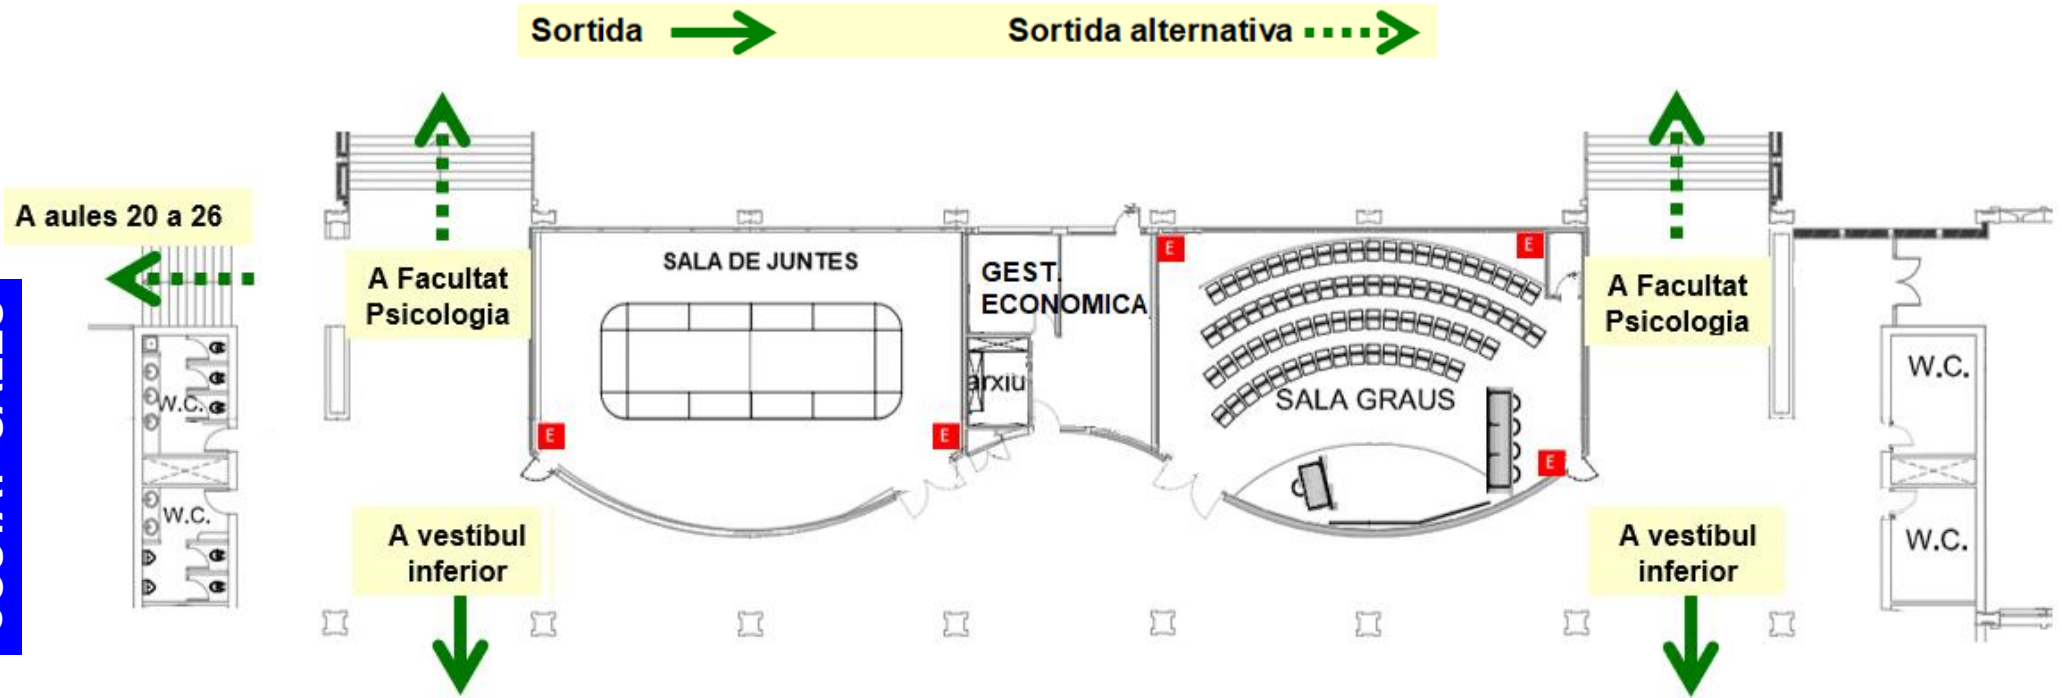 Sortida
Sortida alternativa
A aules 20 a 26
A Facultat
Psicologia
SALA DE JUNTES
GEST.
ECONOMICA
E
E
A Facultat
Psicologia
arxiu
W.C.
W.C.
SALA GRAUS
E
E
E
W.C.
W.C.
A vestíbul
inferior
A vestíbul
inferior